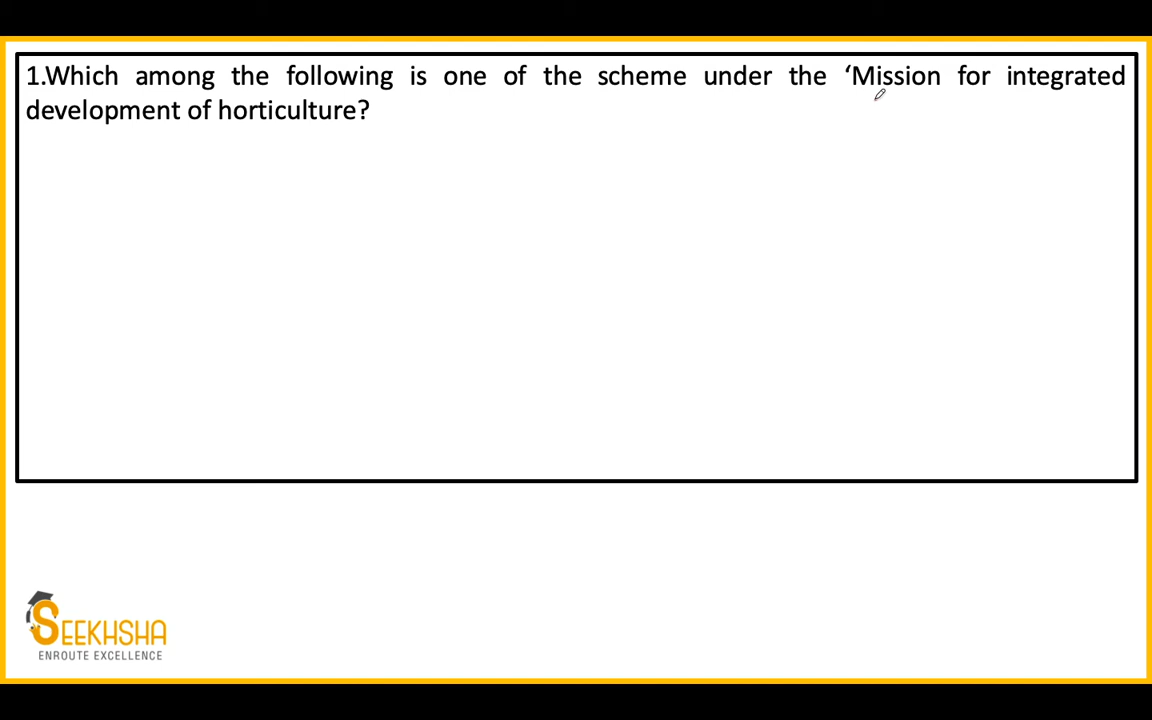 1.Which among the following is one of the scheme under the ‘Mission for integrated
development of horticulture?
SEEKHSHA
ENROUTE EXCELLENCE